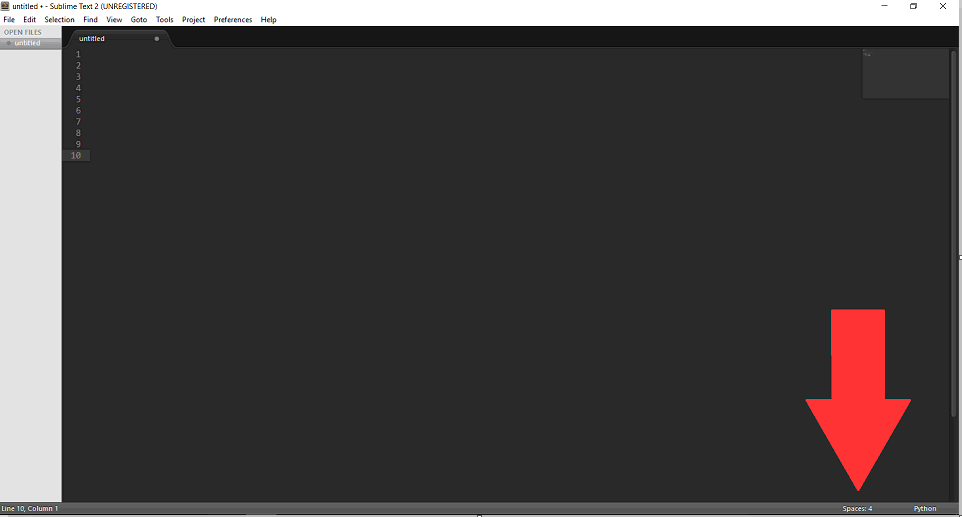 untitled • - Sublime Text 2 (UNREGISTERED)
File Edit Selection Find View Goto Tools Project Preferences Help
OPEN FILES
untitled
untitled
1
2
3
4
5
6
7
8
9
10
Line 10, Column 1
Spaces: 4
Python